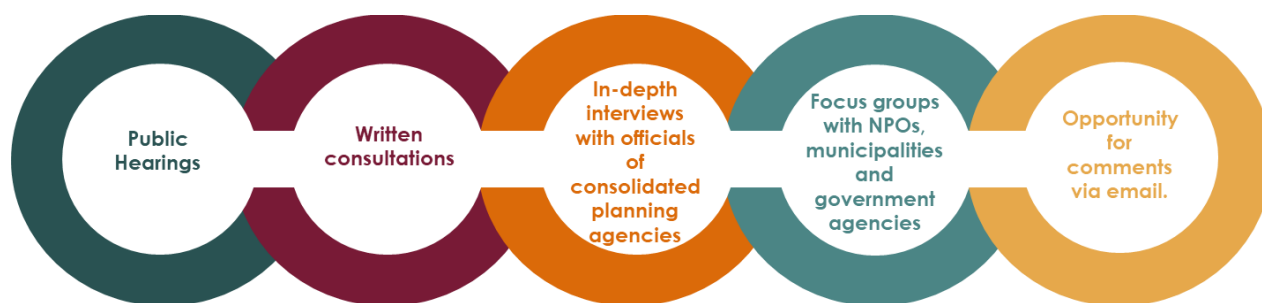 Public
Hearings
Written
consultations
In-depth
interviews
with officials
of
consolidated
planning
agencies
Focus groups
with NPOs,
municipalities
and
government
agencies
Opportunity
for
comments
via email.